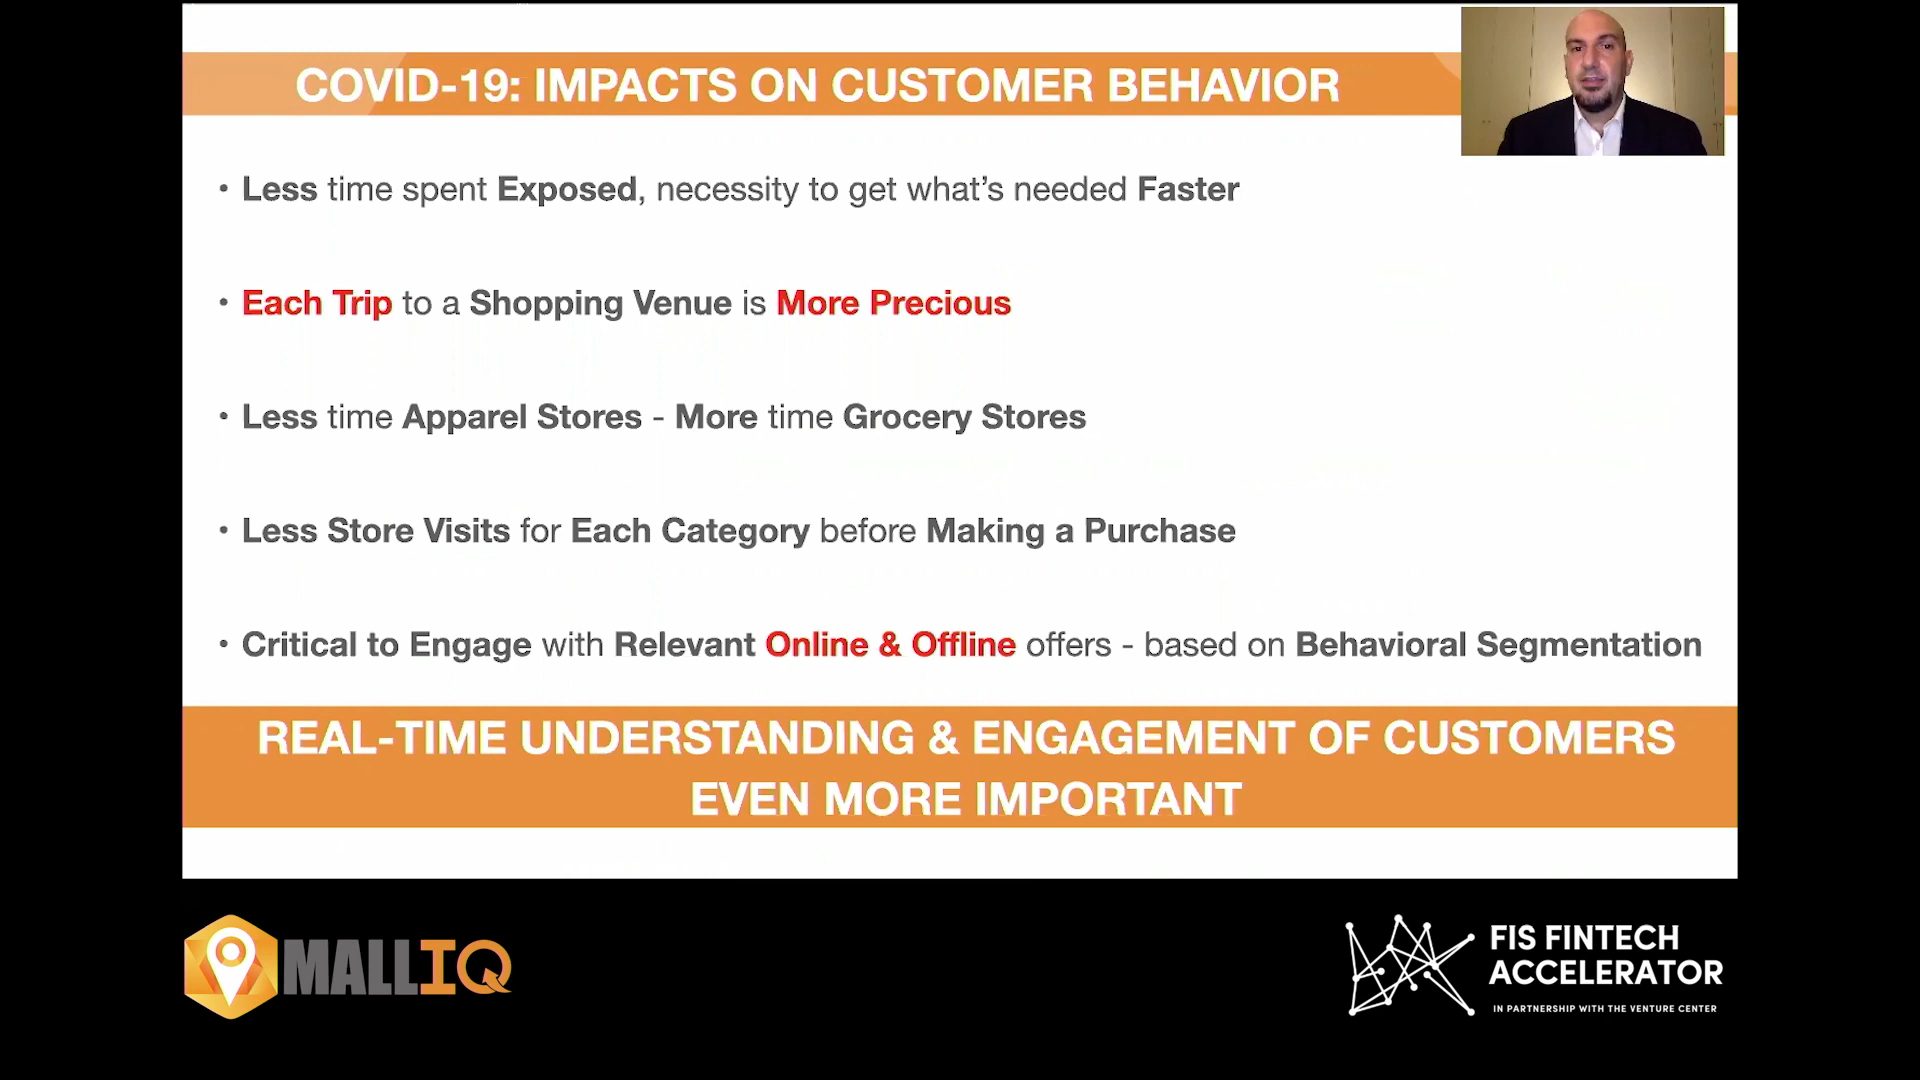 COVID-19: IMPACTS ON CUSTOMER BEHAVIOR
• Less time spent Exposed, necessity to get what's needed Faster
• Each Trip to a Shopping Venue is More Precious
• Less time Apparel Stores - More time Grocery Stores
• Less Store Visits for Each Category before Making a Purchase
• Critical to Engage with Relevant Online & Offline offers - based on Behavioral Segmentation
REAL-TIME UNDERSTANDING & ENGAGEMENT OF CUSTOMERS
EVEN MORE IMPORTANT
MALLIQ
FIS FINTECH
ACCELERATOR
IN PARTNERSHIP WITH THE VENTURE CENTER